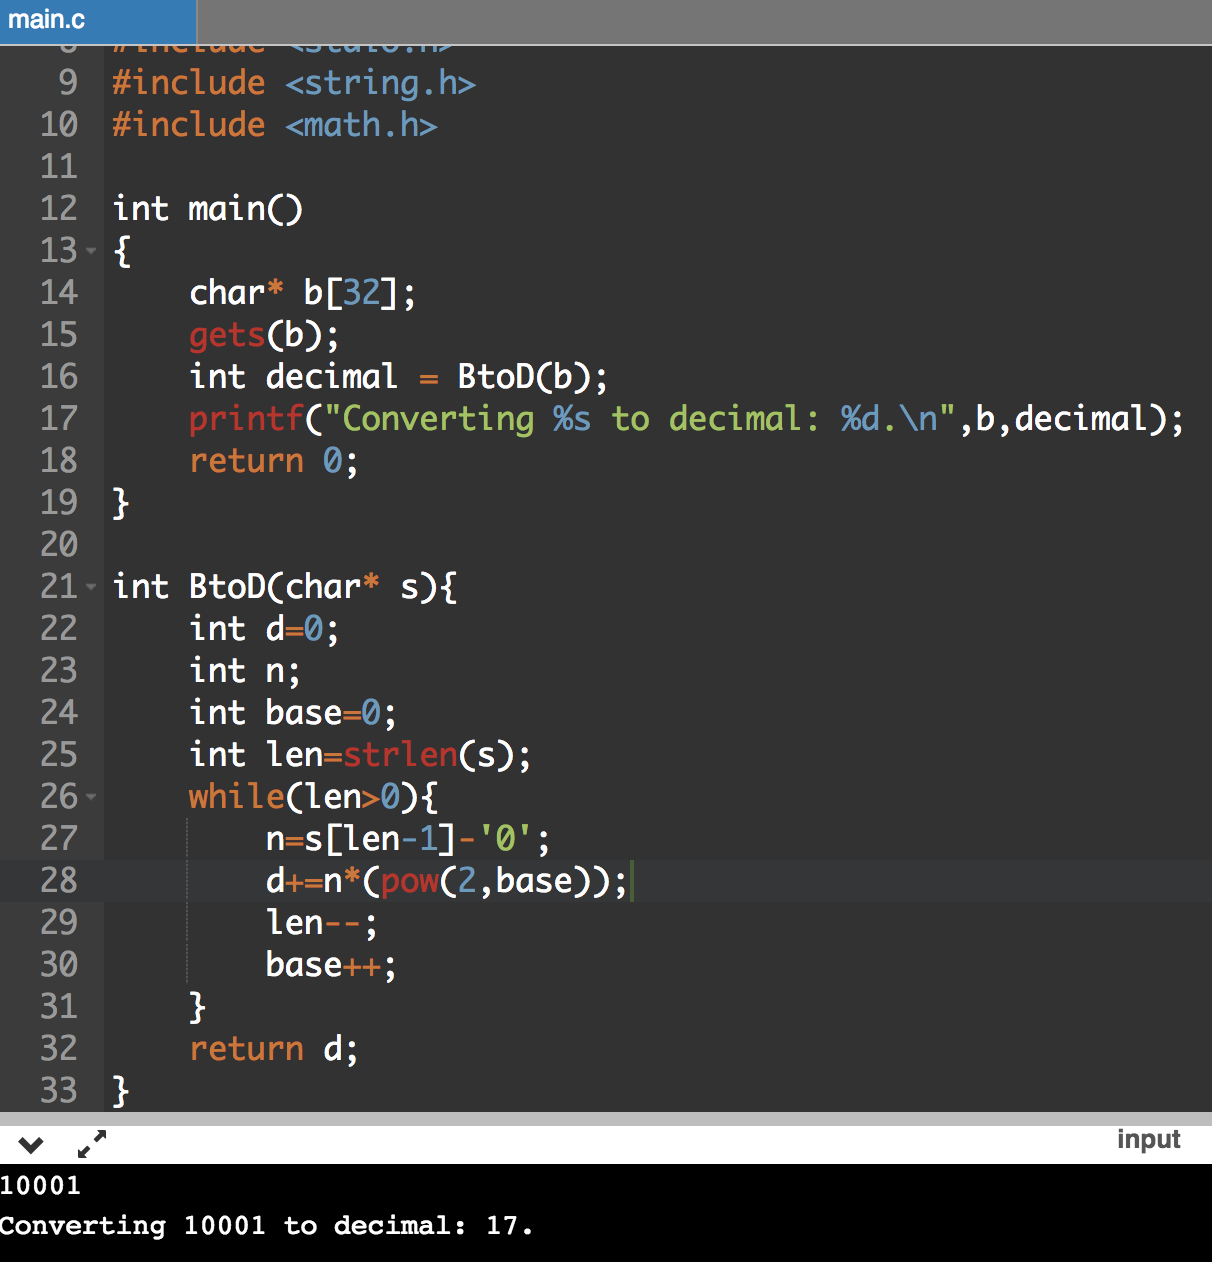 main.c
8 #include <stdio.h>
9 #include <string.h>
10 #include <math.h>
11
12 int main()
13 {
14     char* b[32];
15     gets(b);
16     int decimal = BtoD(b);
17     printf("Converting %s to decimal: %d.\n",b,decimal);
18     return 0;
19 }
20
21 int BtoD(char* s){
22     int d=0;
23     int n;
24     int base=0;
25     int len=strlen(s);
26     while(len>0){
27         n=s[len-1]-'0';
28         d+=n*(pow(2,base));
29         len--;
30         base++;
31     }
32     return d;
33 }
input
10001
Converting 10001 to decimal: 17.